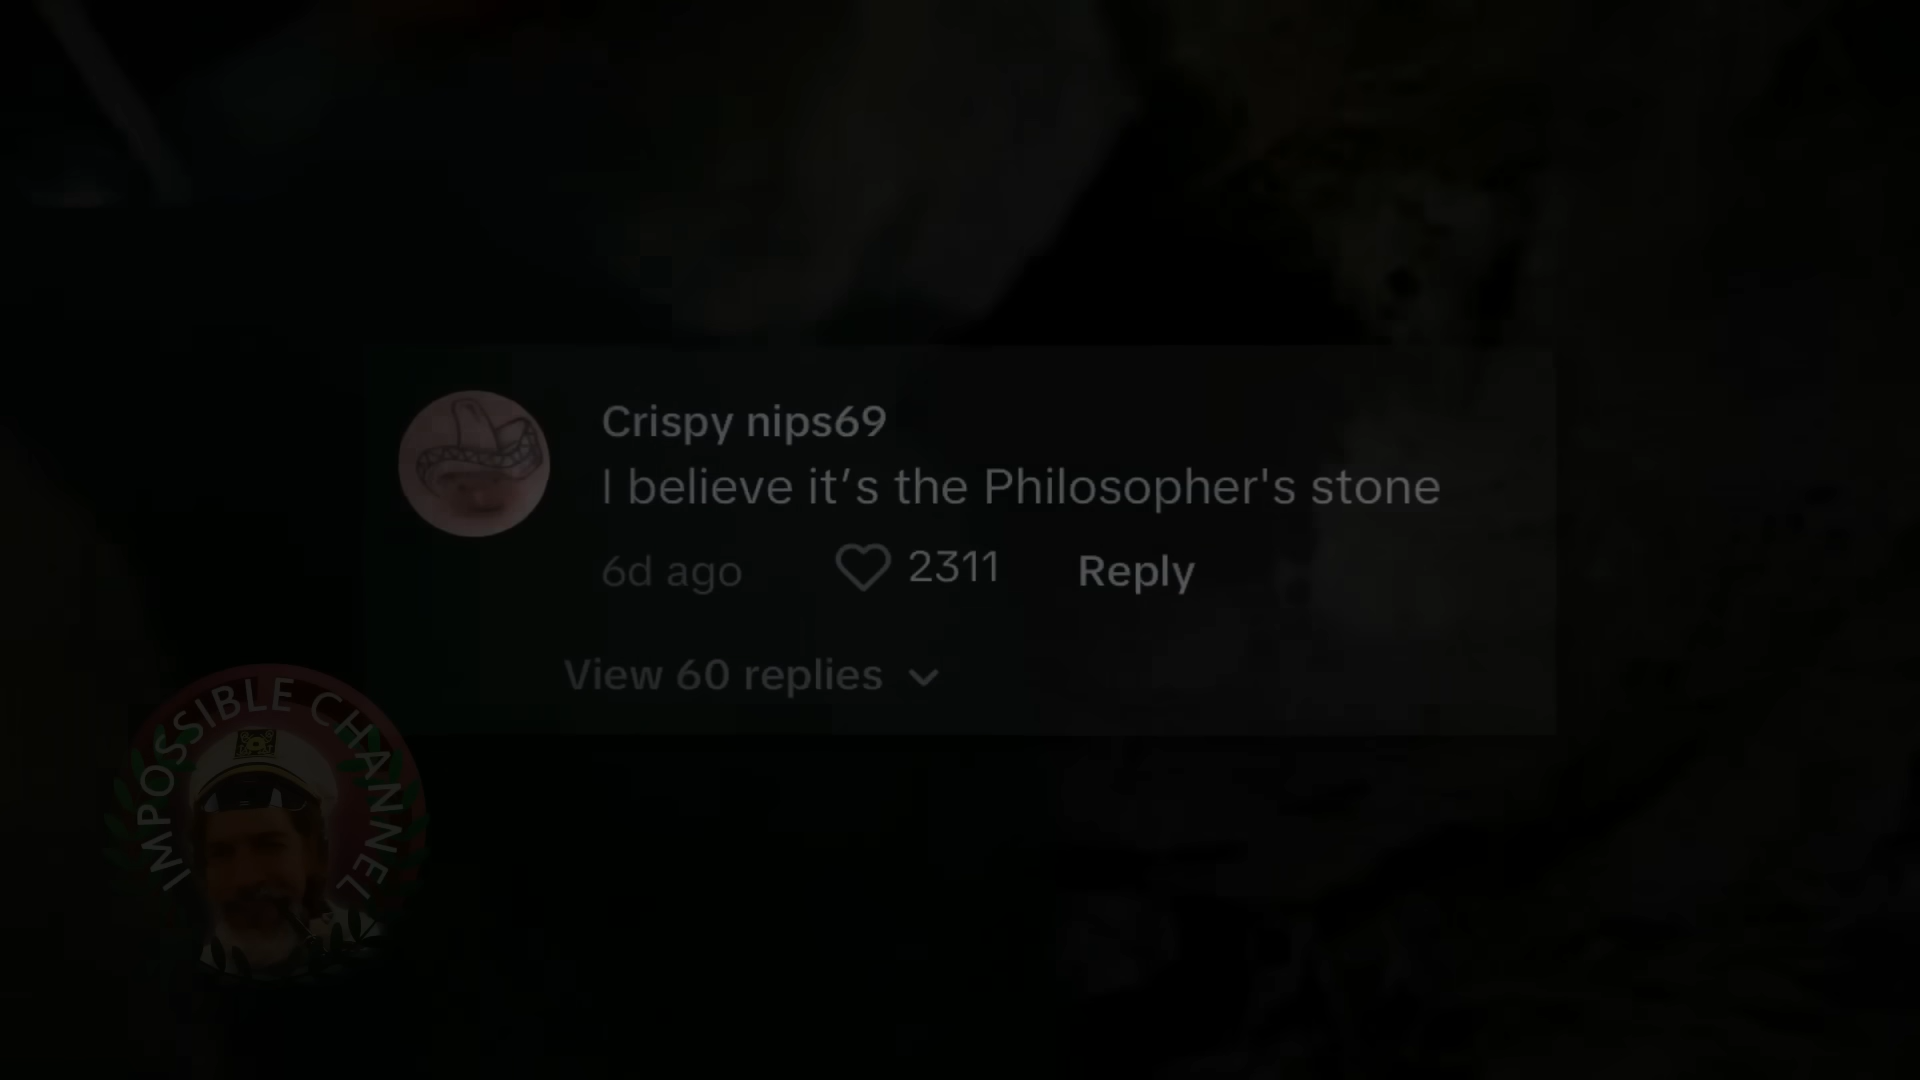 Crispy nips69
I believe it’s the Philosopher's stone
6d ago 2311 Reply
View 60 replies
IMPOSSIBLE CHANNEL